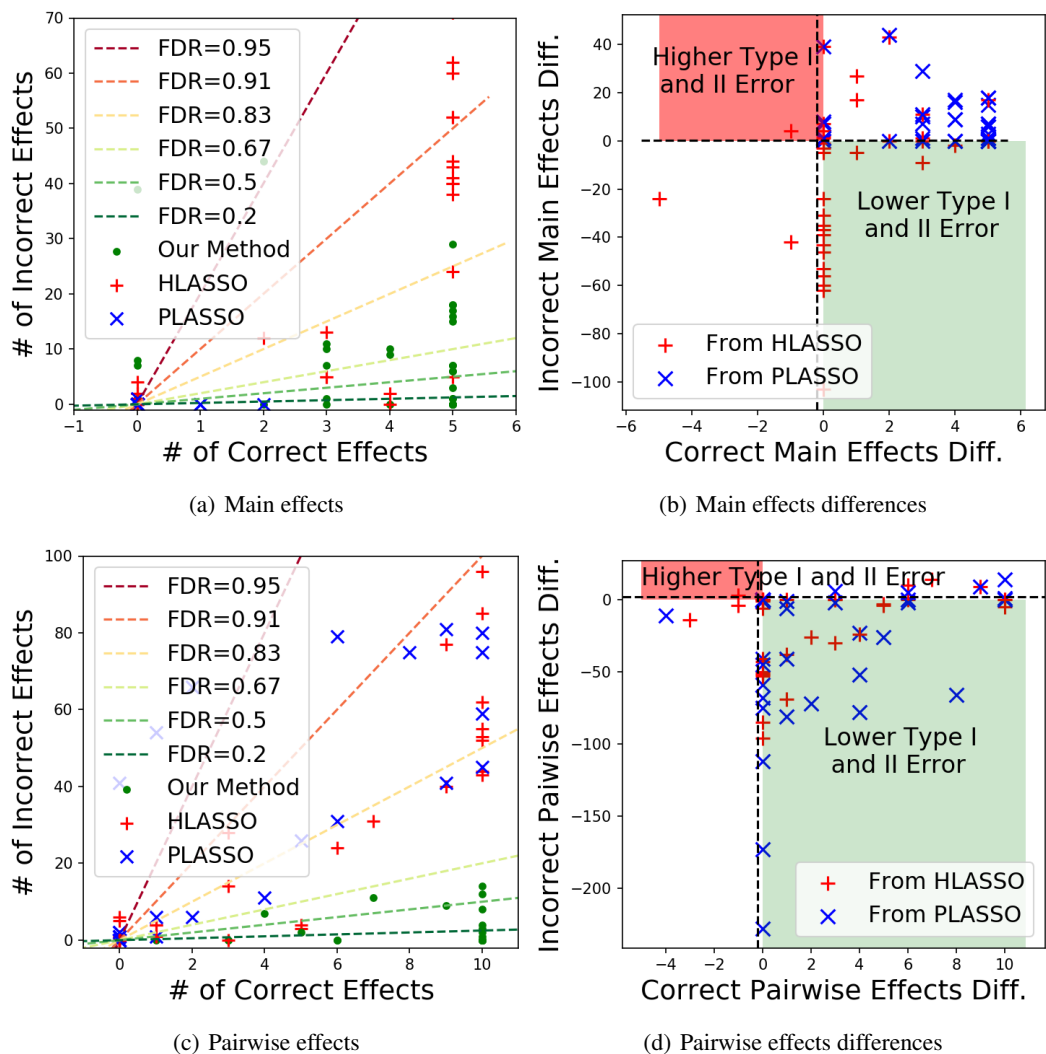 70
60
50
40
30
20
10
0
# of Incorrect Effects
FDR=0.95
FDR=0.91
FDR=0.83
FDR=0.67
FDR=0.5
FDR=0.2
Our Method
HLASSO
PLASSO
−1 0 1 2 3 4 5 6
# of Correct Effects
(a) Main effects
40
20
0
−20
−40
−60
−80
−100
Incorrect Main Effects Diff.
Higher Type I
and II Error
Lower Type I
and II Error
From HLASSO
From PLASSO
−6 −4 −2 0 2 4 6
Correct Main Effects Diff.
(b) Main effects differences
100
80
60
40
20
0
# of Incorrect Effects
FDR=0.95
FDR=0.91
FDR=0.83
FDR=0.67
FDR=0.5
FDR=0.2
Our Method
HLASSO
PLASSO
0 2 4 6 8 10
# of Correct Effects
(c) Pairwise effects
0
−50
−100
−150
−200
Incorrect Paiwise Effects Diff.
Higher Type I and II Error
Lower Type I
and II Error
From HLASSO
From PLASSO
−4 −2 0 2 4 6 8 10
Correct Pairwise Effects Diff.
(d) Pairwise effects differences